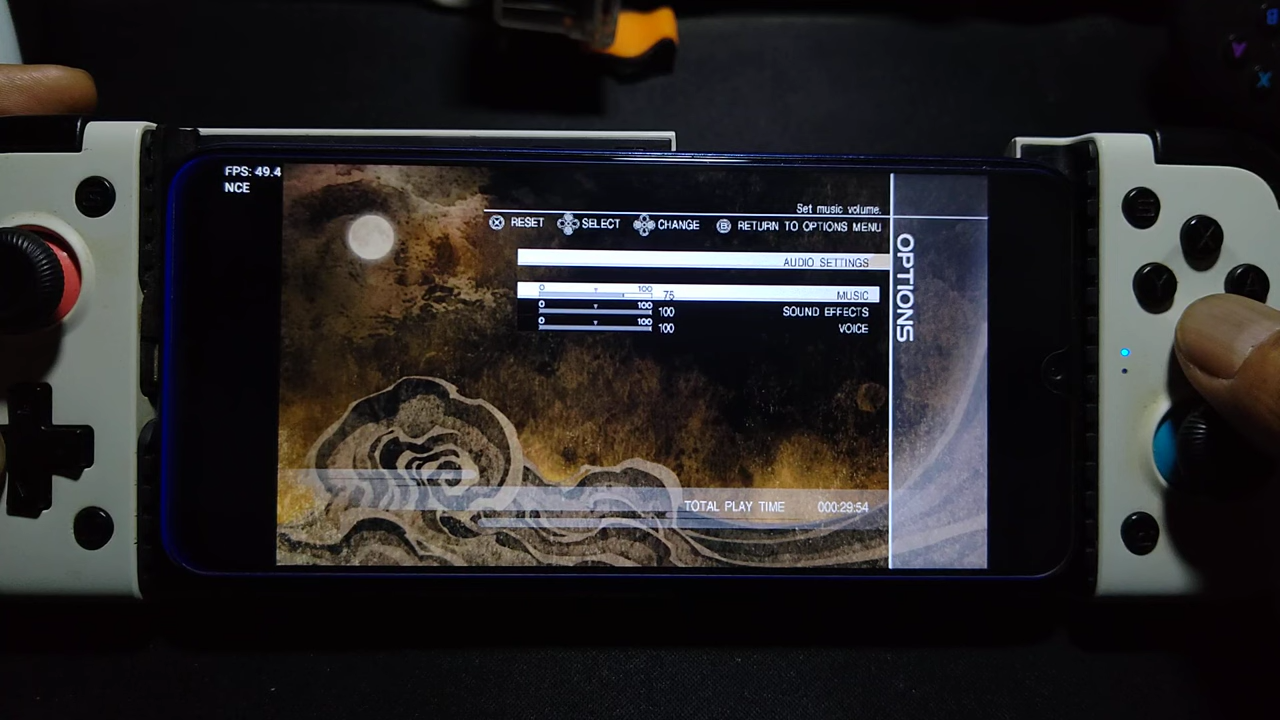 FPS: 49.4
NCE
Set music volume.
X RESET SELECT CHANGE B RETURN TO OPTIONS MENU
AUDIO SETTINGS
0 100 75 MUSIC
0 100 100 SOUND EFFECTS
0 100 100 VOICE
OPTIONS
TOTAL PLAY TIME 000:29:54
Y
X
X